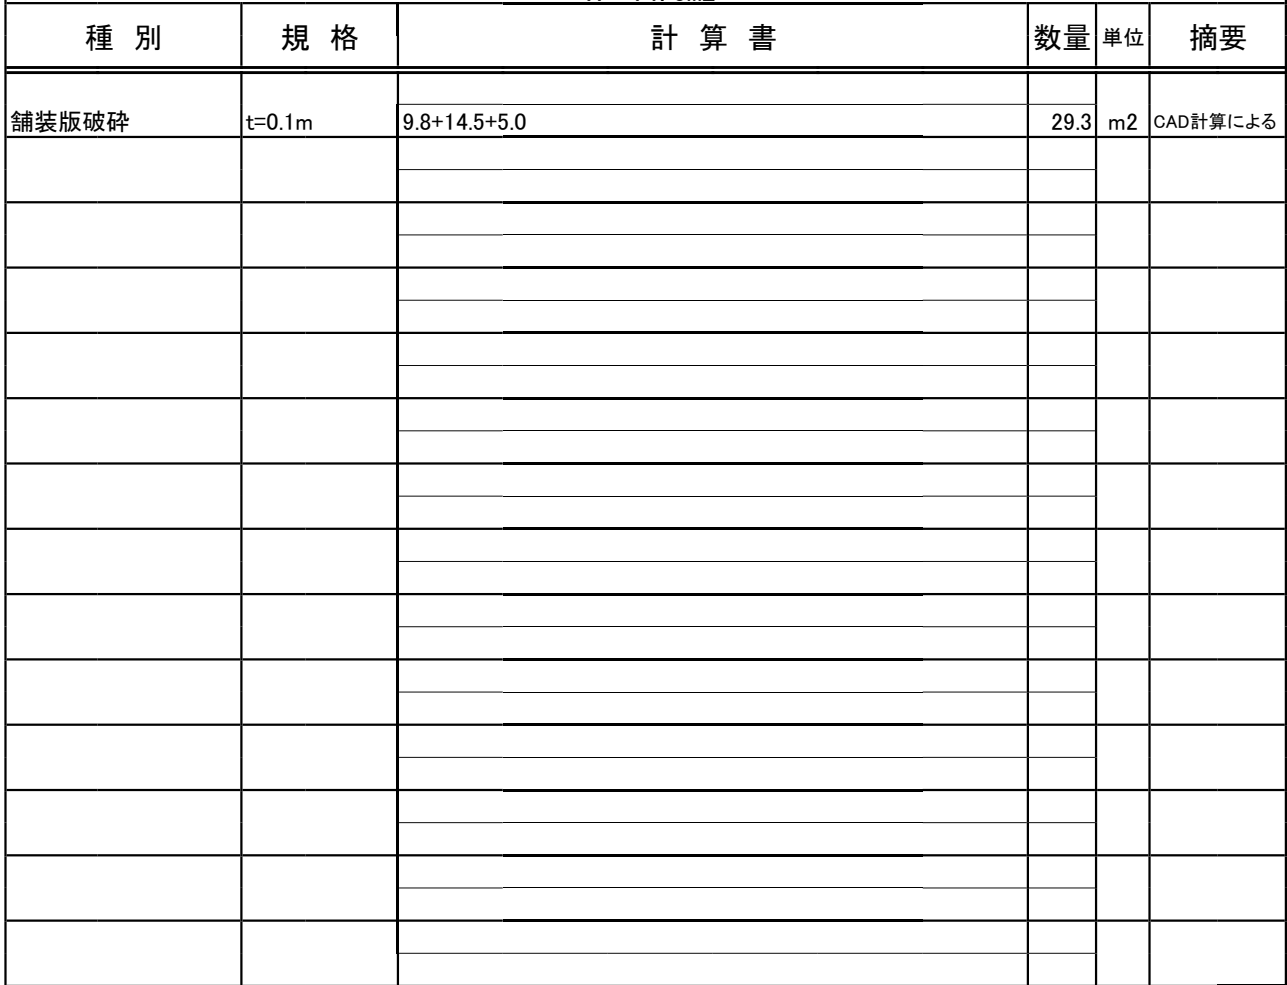 種 別 規 格 計 算 書 数量 単位 摘要
舗装版破砕 t=0.1m 9.8+14.5+5.0 29.3 m2 CAD計算による